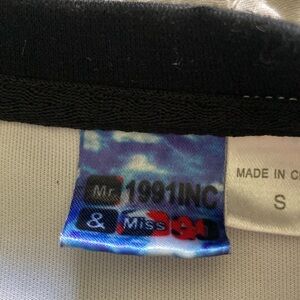 Mr. 1991INC
& Miss
MADE IN C
S